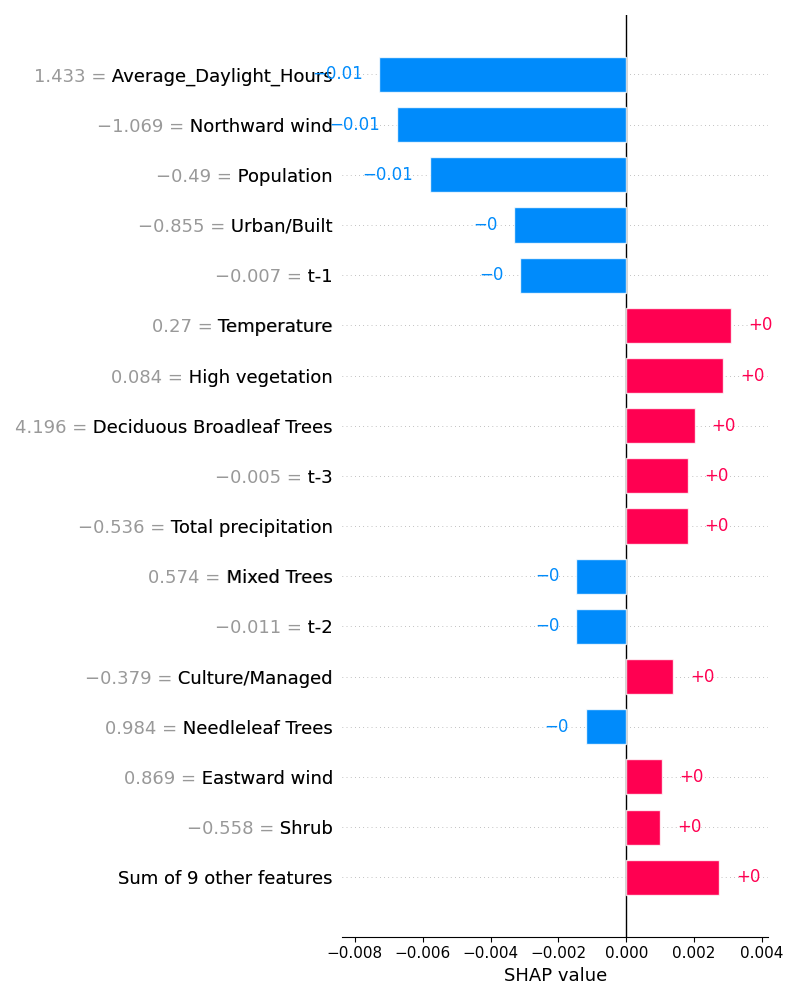 1.433 = Average_Daylight_Hours −0.01
−1.069 = Northward wind −0.01
−0.49 = Population −0.01
−0.855 = Urban/Built −0
−0.007 = t-1 −0
0.27 = Temperature +0
0.084 = High vegetation +0
4.196 = Deciduous Broadleaf Trees +0
−0.005 = t-3 +0
−0.536 = Total precipitation +0
0.574 = Mixed Trees −0
−0.011 = t-2 −0
−0.379 = Culture/Managed +0
0.984 = Needleleaf Trees −0
0.869 = Eastward wind +0
−0.558 = Shrub +0
Sum of 9 other features +0
−0.008 −0.006 −0.004 −0.002 0.000 0.002 0.004
SHAP value